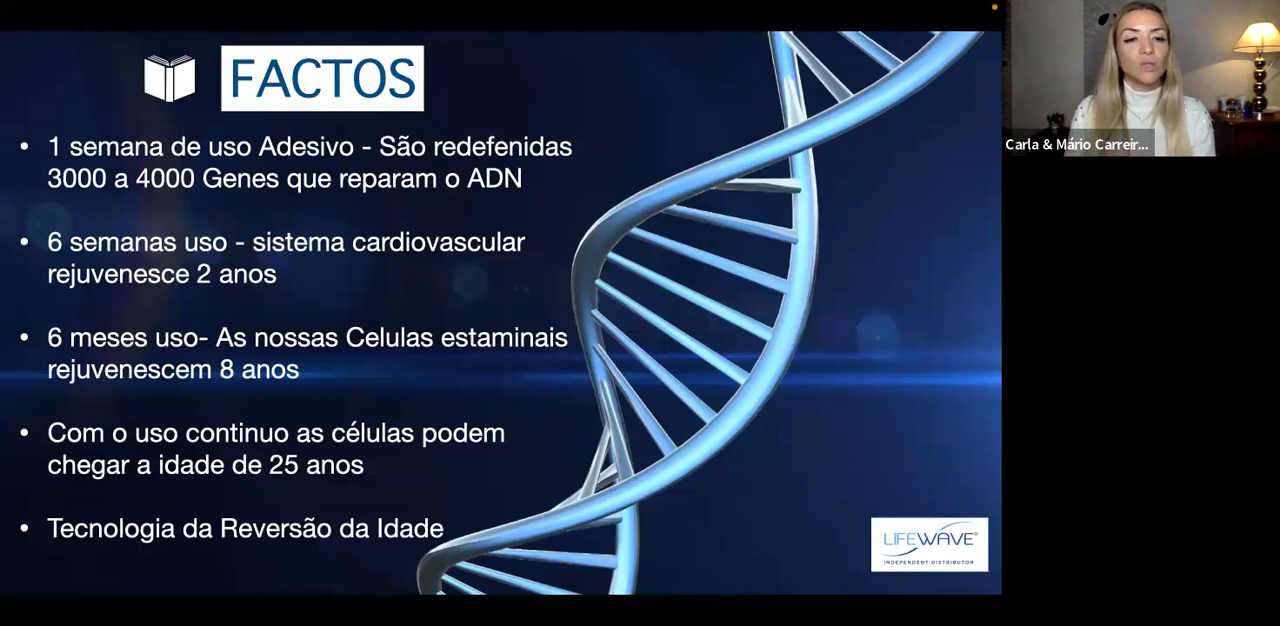 FACTOS
• 1 semana de uso Adesivo - São redefenidas
3000 a 4000 Genes que reparam o ADN
• 6 semanas uso - sistema cardiovascular
rejuvenesce 2 anos
• 6 meses uso- As nossas Celulas estaminais
rejuvenescem 8 anos
• Com o uso continuo as células podem
chegar a idade de 25 anos
• Tecnologia da Reversão da Idade
LIFEWAVE®
INDEPENDENT DISTRIBUTOR
Carla & Mário Carreir...